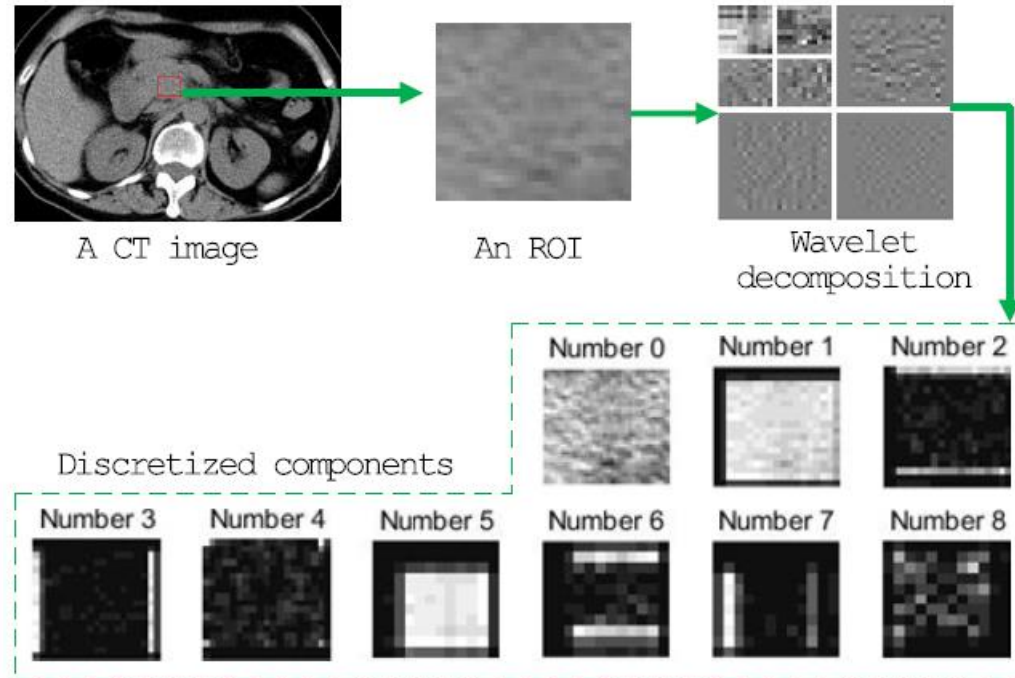 A CT image
An ROI
Wavelet
decomposition
Number 0
Number 1
Number 2
Discretized components
Number 3
Number 4
Number 5
Number 6
Number 7
Number 8